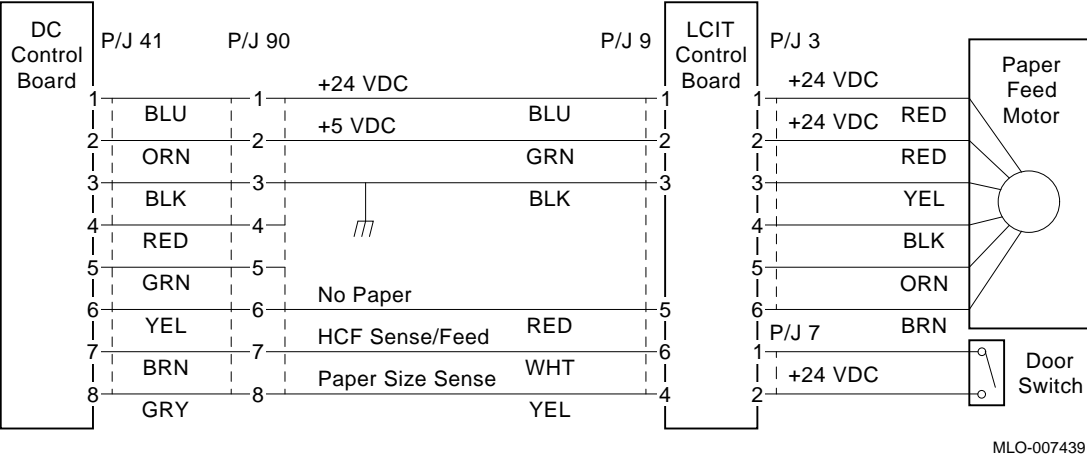 DC Control Board
P/J 41
P/J 90
P/J 9
LCIT Control Board
P/J 3
Paper Feed Motor
1 1 +24 VDC 1 1 +24 VDC
BLU BLU RED
2 2 +5 VDC 2 2 +24 VDC
ORN GRN RED
3 3 3 3
BLK BLK YEL
4 4 4
RED BLK
5 5 5
GRN ORN
6 6 No Paper 5 6
YEL RED BRN
P/J 7
7 7 HCF Sense/Feed 6 1
BRN WHT
8 8 Paper Size Sense 4 2 +24 VDC
GRY YEL
Door Switch
MLO-007439